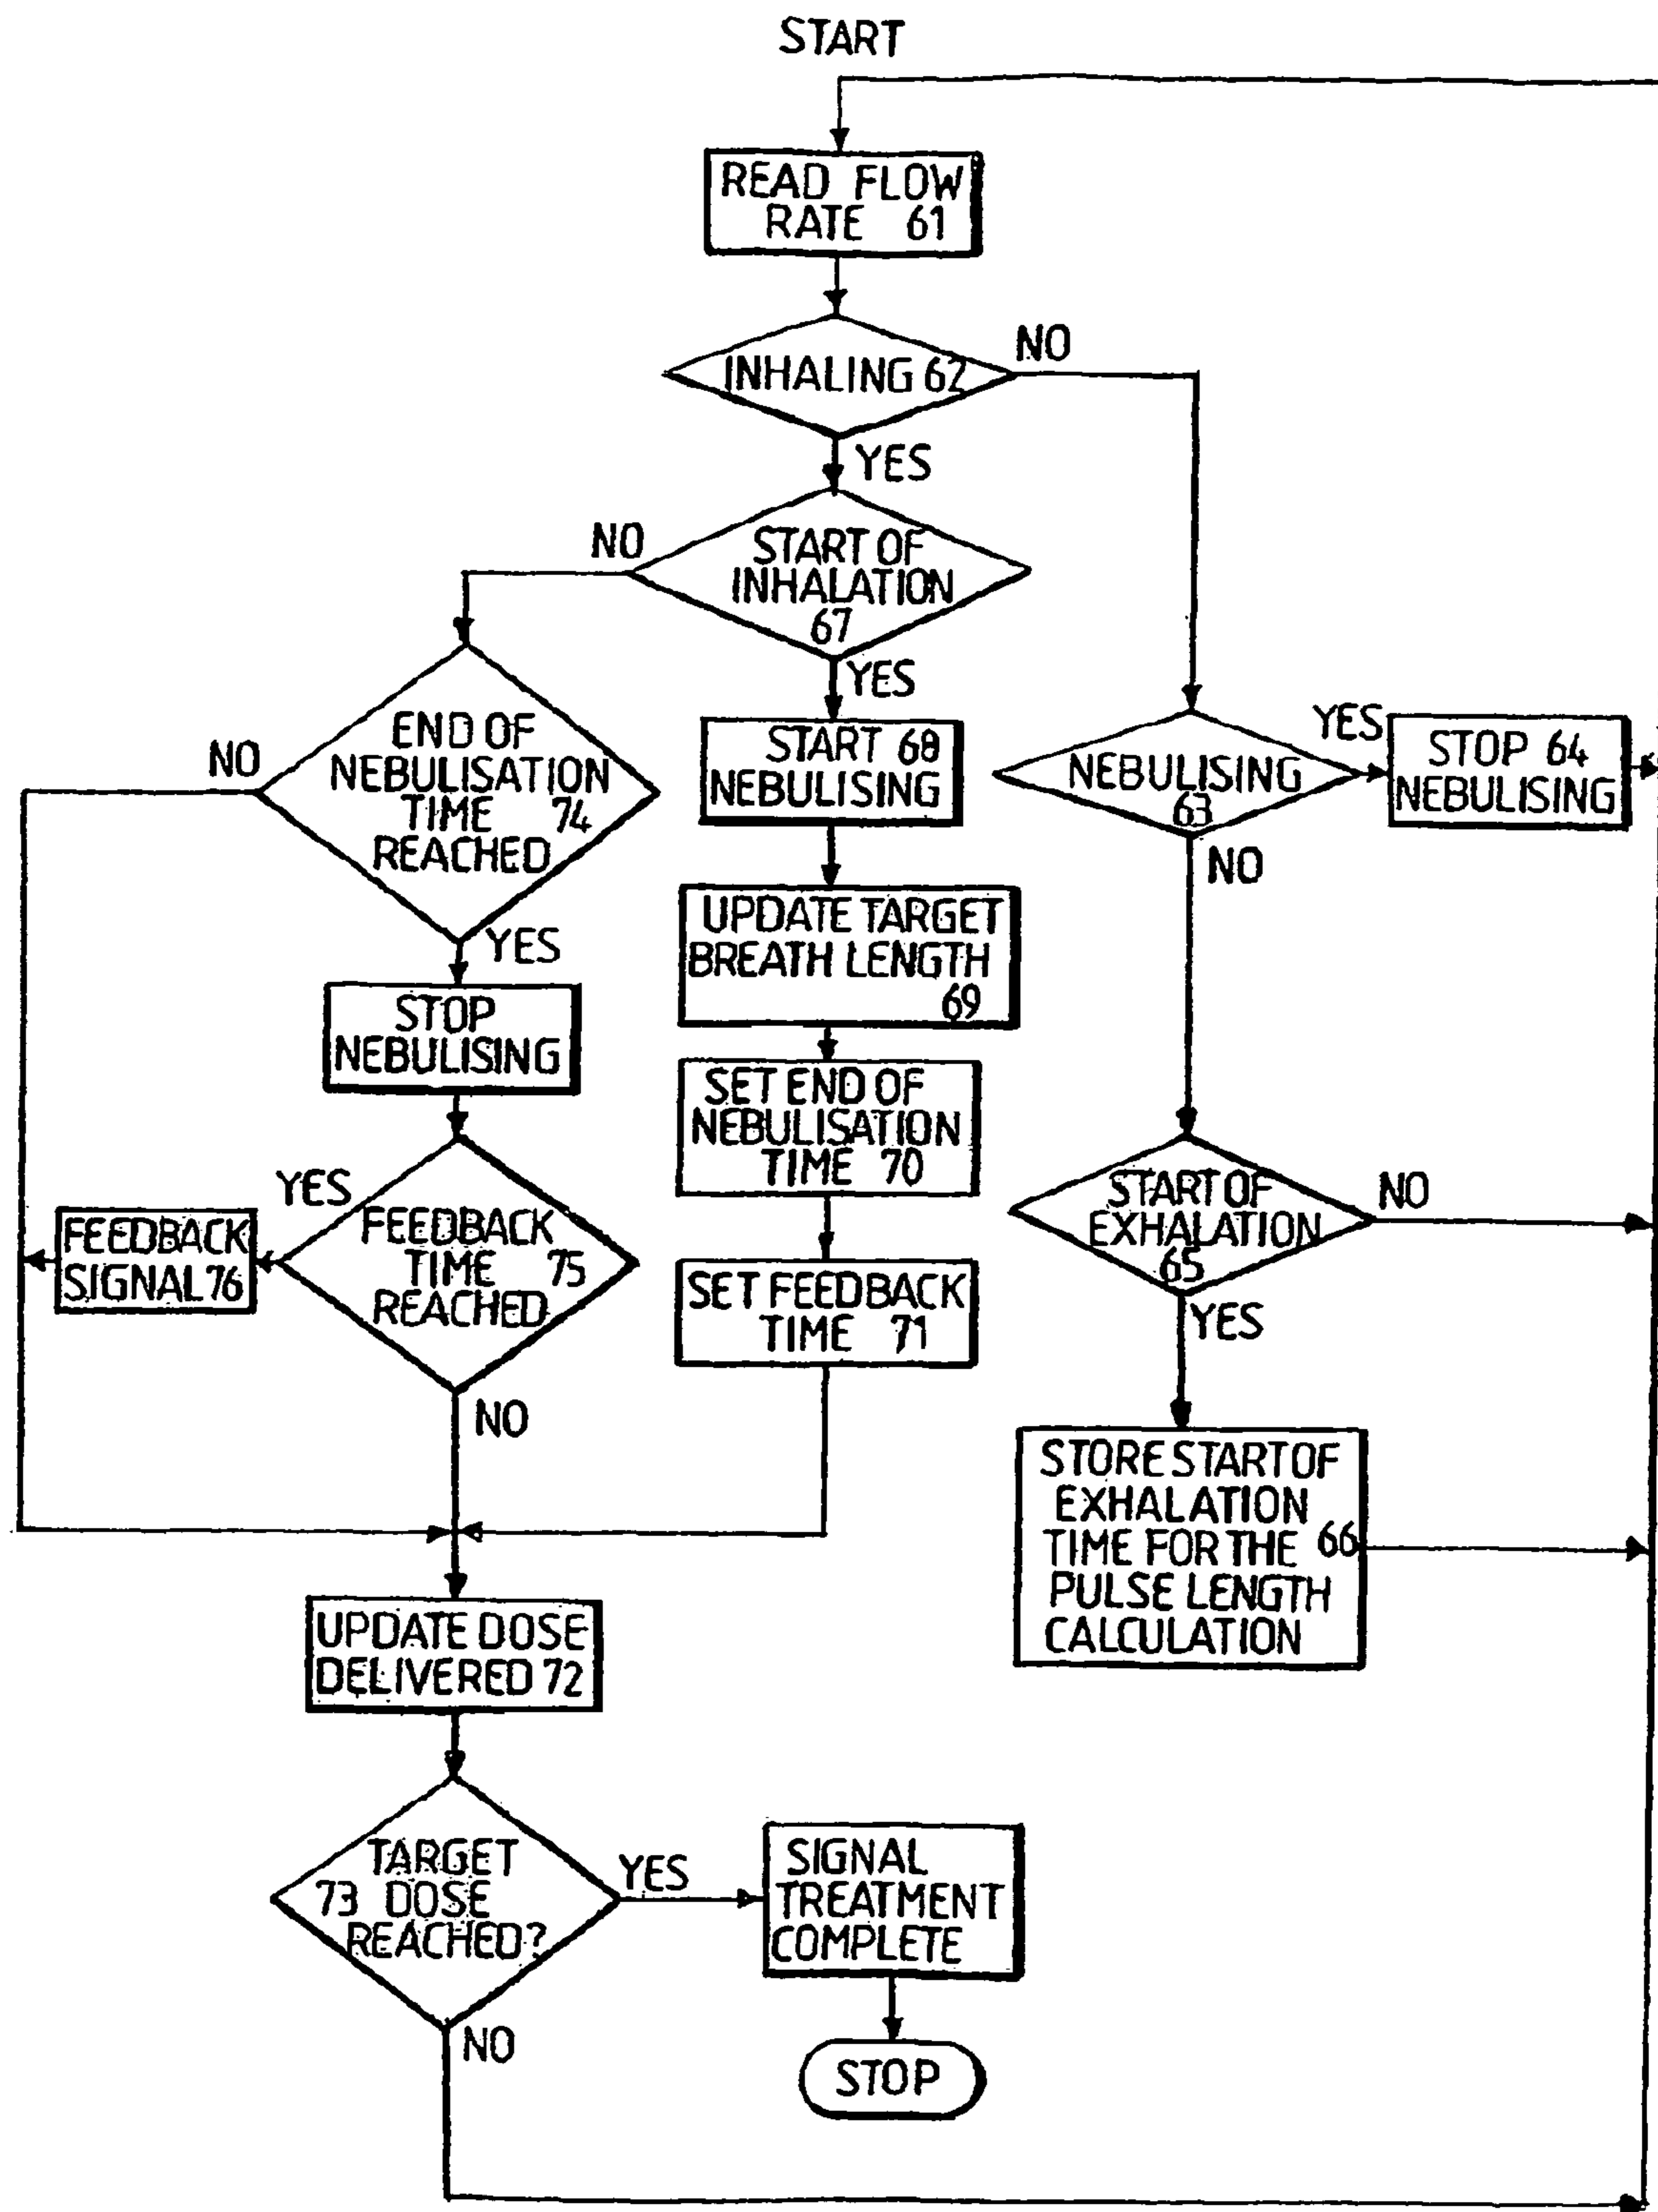 START
READ FLOW
RATE 61
INHALING 62
NO
YES
START OF
INHALATION
67
NO
YES
END OF
NEBULISATION
TIME 74
REACHED
NO
YES
START 68
NEBULISING
NEBULISING
63
YES
STOP 64
NEBULISING
NO
UPDATE TARGET
BREATH LENGTH
69
STOP
NEBULISING
SET END OF
NEBULISATION
TIME 70
START OF
EXHALATION
65
NO
YES
YES
FEEDBACK
TIME 75
REACHED
FEEDBACK
SIGNAL 76
NO
SET FEEDBACK
TIME 71
STORE START OF
EXHALATION
TIME FOR THE 66
PULSE LENGTH
CALCULATION
UPDATE DOSE
DELIVERED 72
TARGET
73 DOSE
REACHED?
YES
NO
SIGNAL
TREATMENT
COMPLETE
STOP